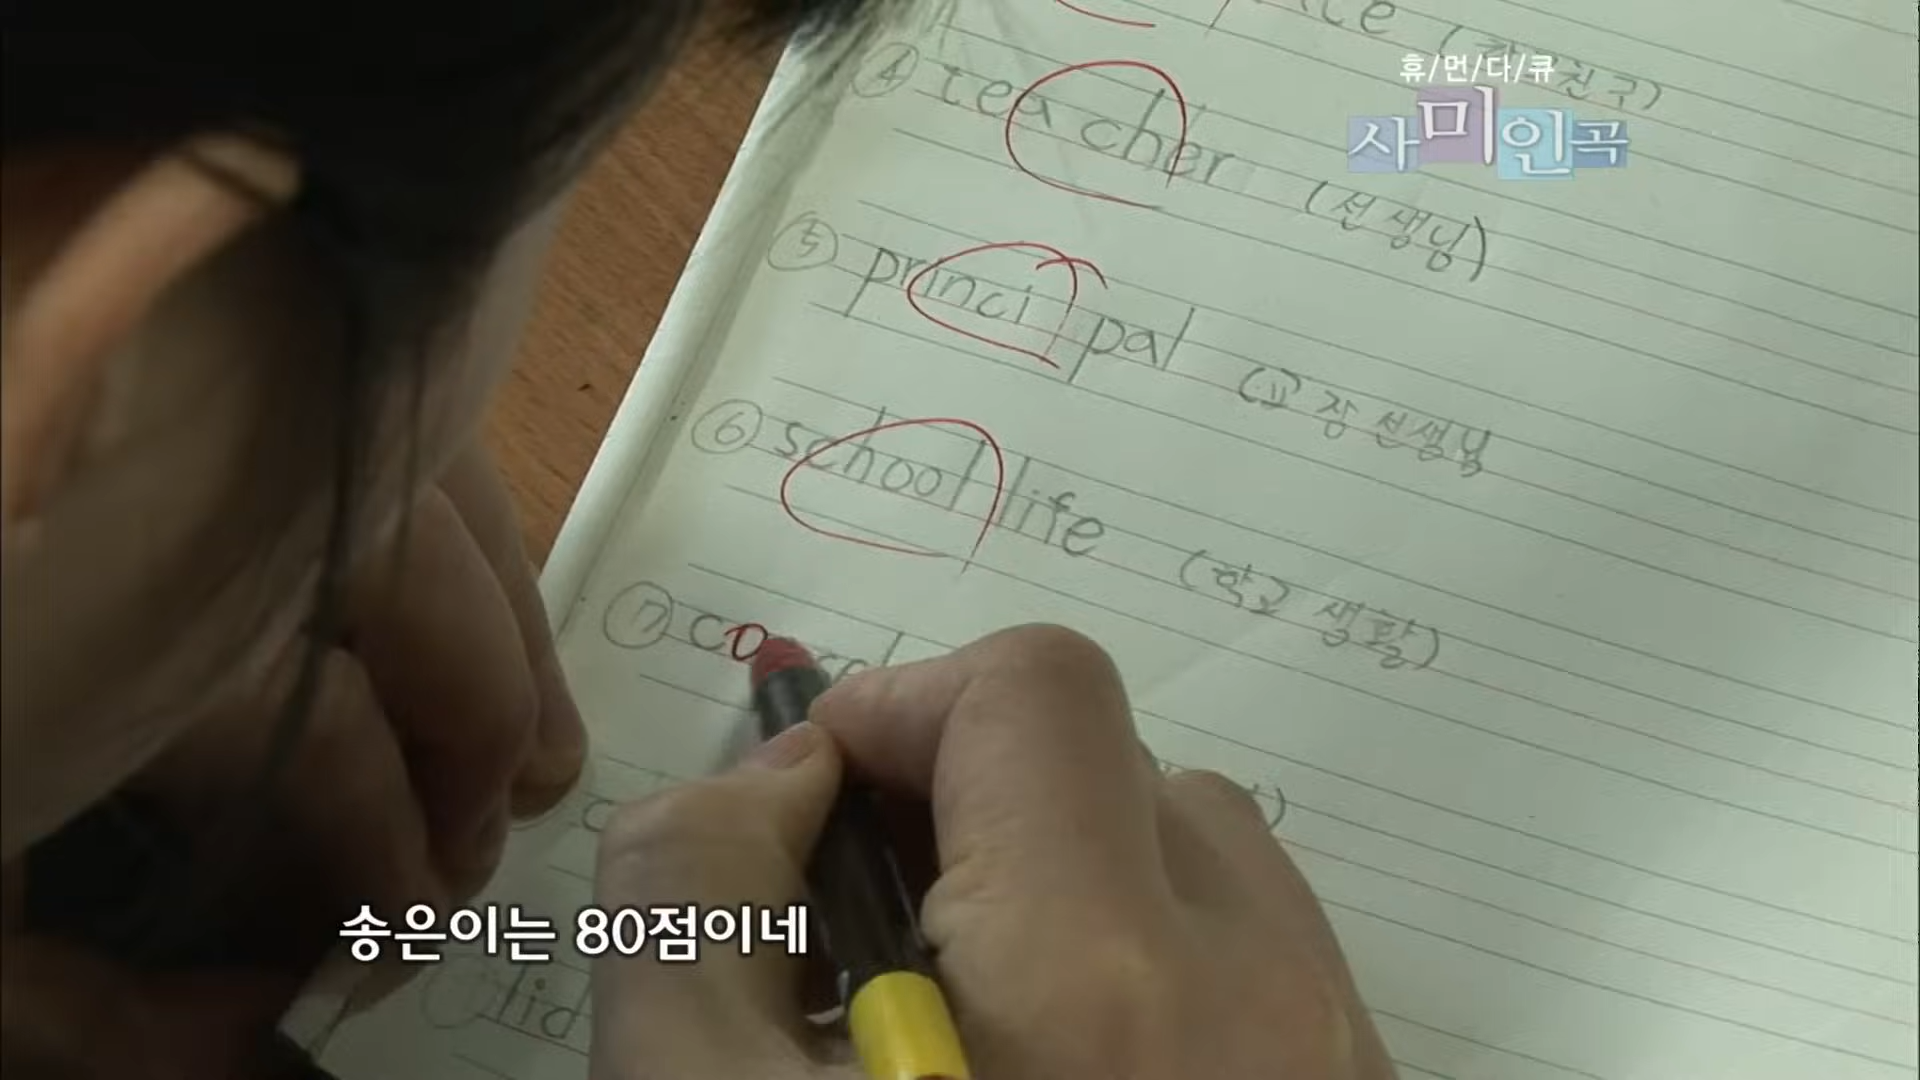 휴/먼/다/큐
사미인곡
④ teacher (선생님)
⑤ principal (교장선생님
⑥ school life (학교 생활)
⑦ co
lid
송은이는 80점이네